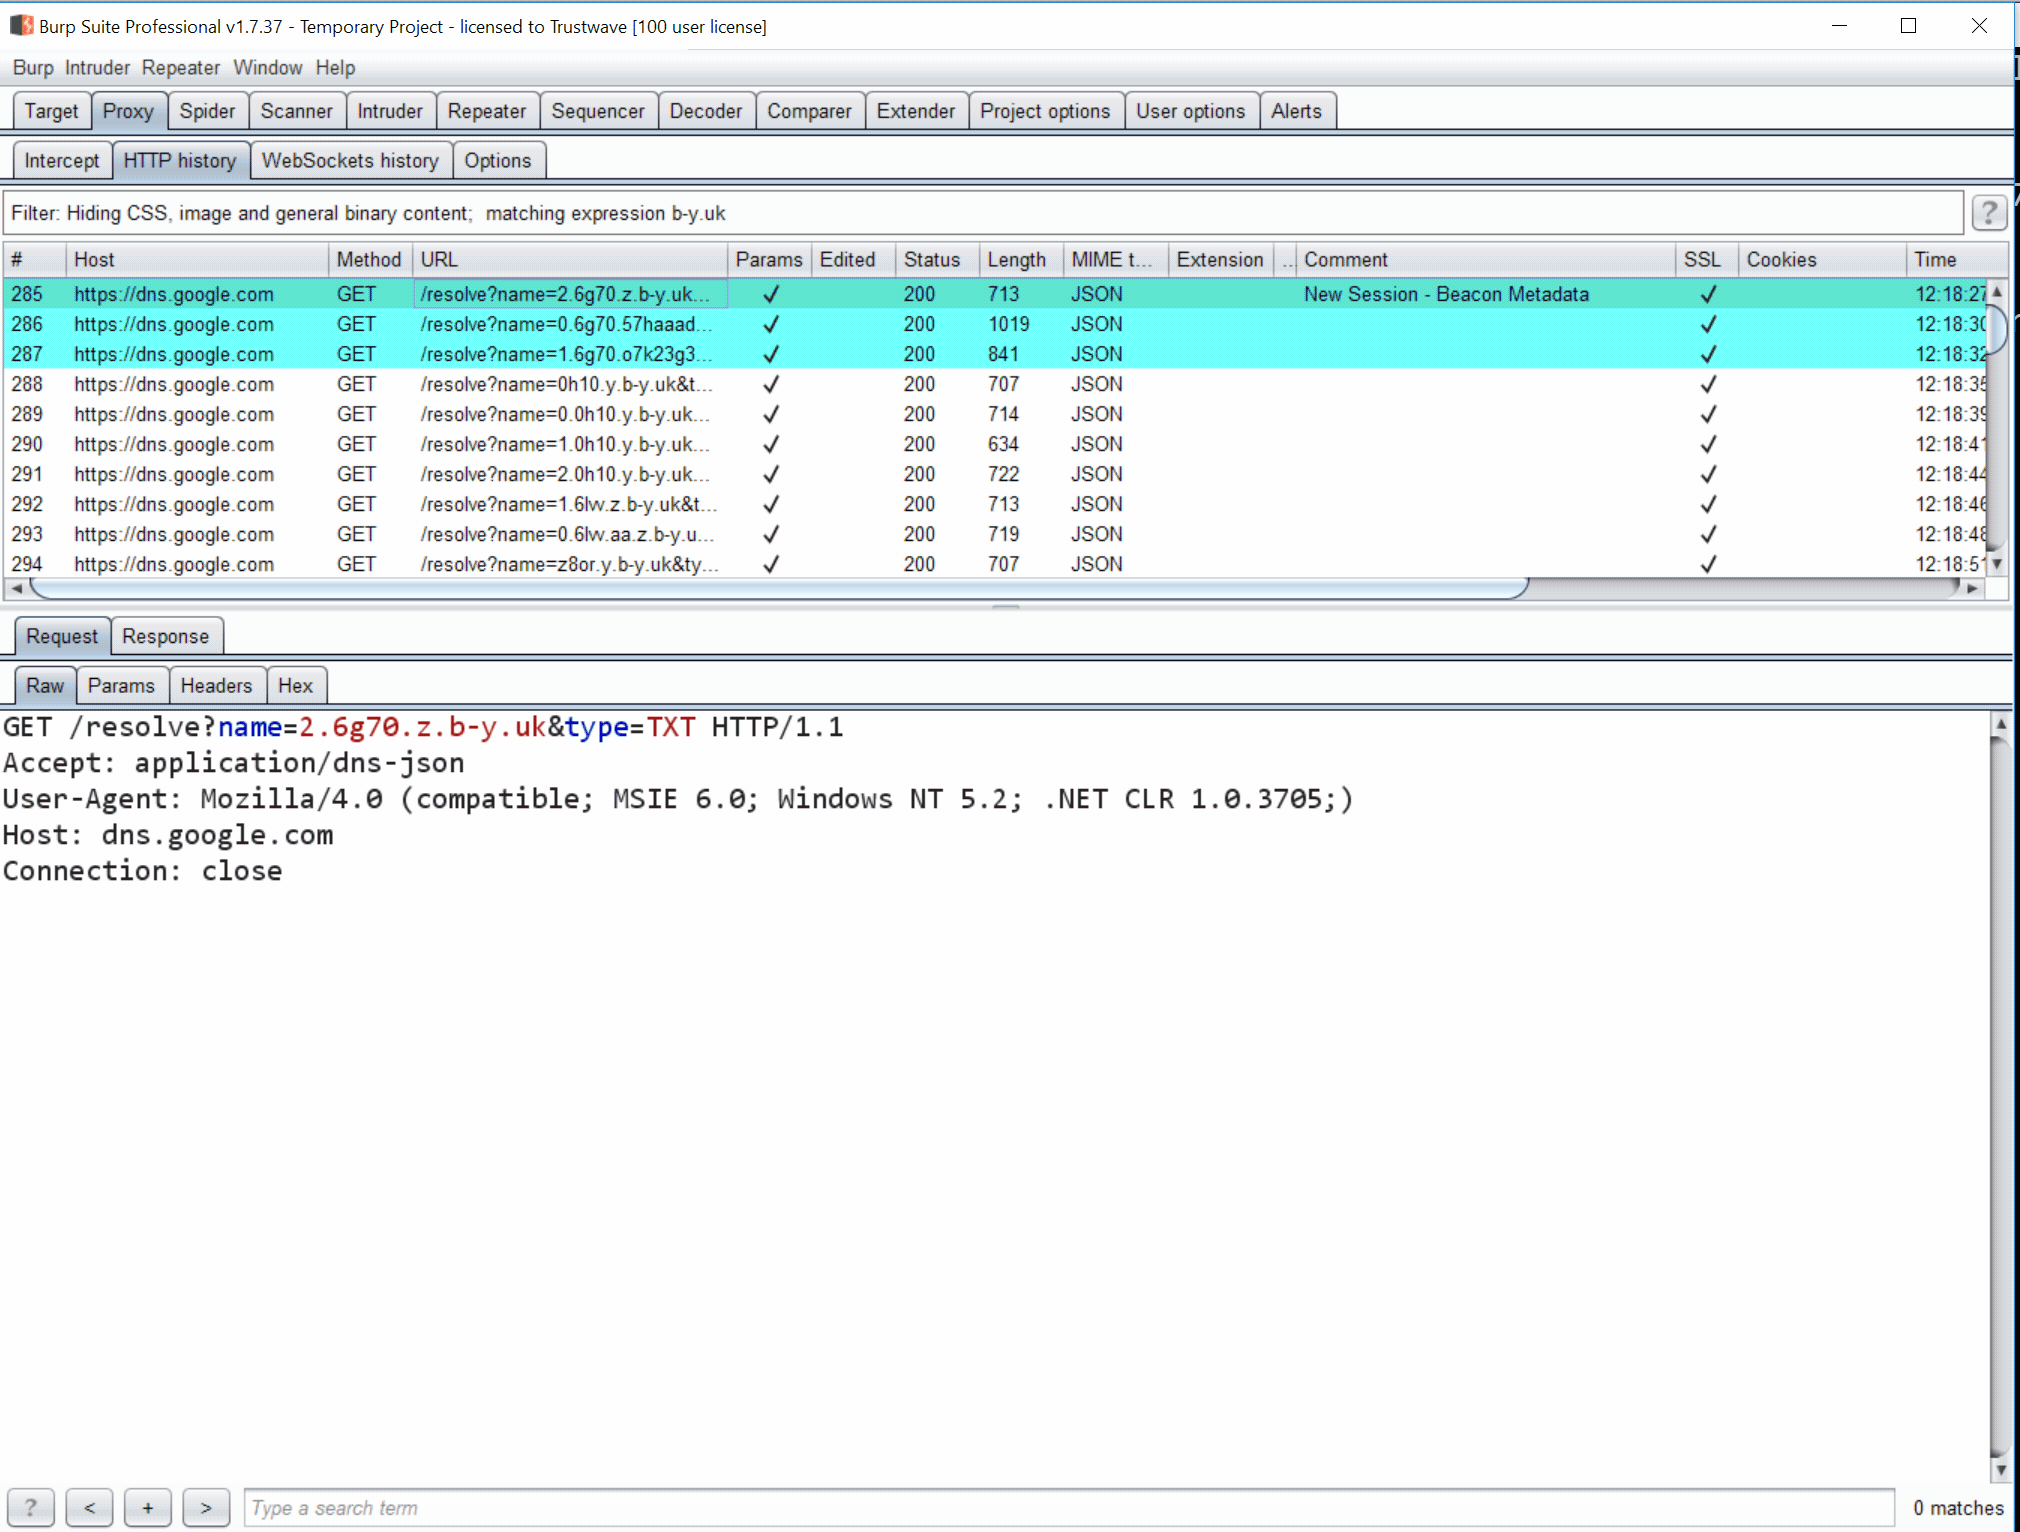 Burp Suite Professional v1.7.37 - Temporary Project - licensed to Trustwave [100 user license]
Burp Intruder Repeater Window Help
Target Proxy Spider Scanner Intruder Repeater Sequencer Decoder Comparer Extender Project options User options Alerts
Intercept HTTP history WebSockets history Options
Filter: Hiding CSS, image and general binary content; matching expression b-y.uk ?
# Host Method URL Params Edited Status Length MIME t... Extension ... Comment SSL Cookies Time
285 https://dns.google.com GET /resolve?name=2.6g70.z.b-y.uk... ✓ 200 713 JSON New Session - Beacon Metadata ✓ 12:18:27
286 https://dns.google.com GET /resolve?name=0.6g70.57haaad... ✓ 200 1019 JSON ✓ 12:18:30
287 https://dns.google.com GET /resolve?name=1.6g70.o7k23g3... ✓ 200 841 JSON ✓ 12:18:32
288 https://dns.google.com GET /resolve?name=0h10.y.b-y.uk&t... ✓ 200 707 JSON ✓ 12:18:35
289 https://dns.google.com GET /resolve?name=0.0h10.y.b-y.uk... ✓ 200 714 JSON ✓ 12:18:39
290 https://dns.google.com GET /resolve?name=1.0h10.y.b-y.uk... ✓ 200 634 JSON ✓ 12:18:41
291 https://dns.google.com GET /resolve?name=2.0h10.y.b-y.uk... ✓ 200 722 JSON ✓ 12:18:44
292 https://dns.google.com GET /resolve?name=1.6lw.z.b-y.uk&t... ✓ 200 713 JSON ✓ 12:18:46
293 https://dns.google.com GET /resolve?name=0.6lw.aa.z.b-y.u... ✓ 200 719 JSON ✓ 12:18:48
294 https://dns.google.com GET /resolve?name=z8or.y.b-y.uk&ty... ✓ 200 707 JSON ✓ 12:18:51
Request Response
Raw Params Headers Hex
GET /resolve?name=2.6g70.z.b-y.uk&type=TXT HTTP/1.1
Accept: application/dns-json
User-Agent: Mozilla/4.0 (compatible; MSIE 6.0; Windows NT 5.2; .NET CLR 1.0.3705;)
Host: dns.google.com
Connection: close
? < + > Type a search term 0 matches